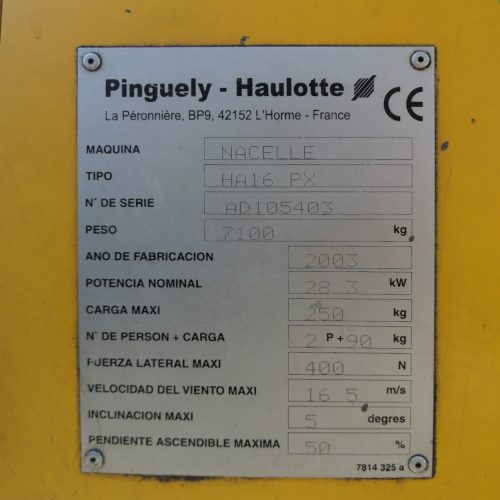 Pinguely - Haulotte
La Péronnière, BP9, 42152 L'Horme - France
CE
MAQUINA NACELLE
TIPO HA16 PX
N° DE SERIE AD105403
PESO 7100 kg
ANO DE FABRICACION 2003
POTENCIA NOMINAL 28 3 kW
CARGA MAXI 250 kg
N° DE PERSON + CARGA 2 P + 90 kg
FUERZA LATERAL MAXI 400 N
VELOCIDAD DEL VIENTO MAXI 16 5 m/s
INCLINACION MAXI 5 degres
PENDIENTE ASCENDIBLE MAXIMA 50 %
7814 325 a